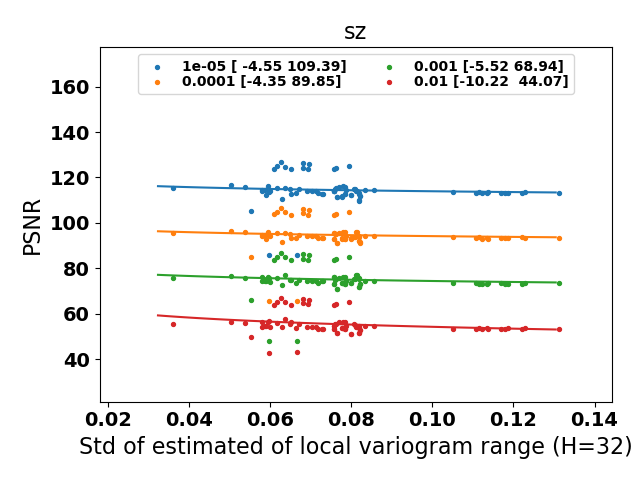 sz
1e-05 [ -4.55 109.39]
0.0001 [-4.35 89.85]
0.001 [-5.52 68.94]
0.01 [-10.22  44.07]
PSNR
160
140
120
100
80
60
40
0.02 0.04 0.06 0.08 0.10 0.12 0.14
Std of estimated of local variogram range (H=32)